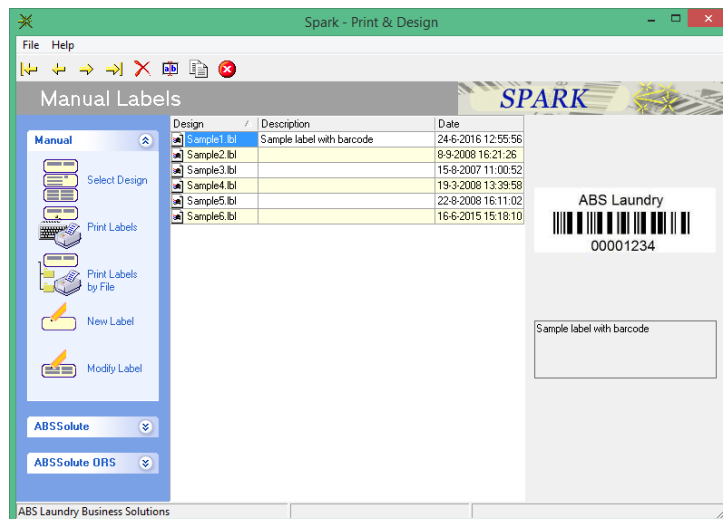 Spark - Print & Design
File Help
Manual Labels
SPARK
Manual
Select Design
Print Labels
Print Labels
by File
New Label
Modify Label
ABSSolute
ABSSolute ORS
Design / Description Date
Sample1.lbl Sample label with barcode 24-6-2016 12:55:56
Sample2.lbl 8-9-2008 16:21:26
Sample3.lbl 15-8-2007 11:00:52
Sample4.lbl 19-3-2008 13:39:58
Sample5.lbl 22-8-2008 16:11:02
Sample6.lbl 16-6-2015 15:18:10
ABS Laundry
00001234
Sample label with barcode
ABS Laundry Business Solutions